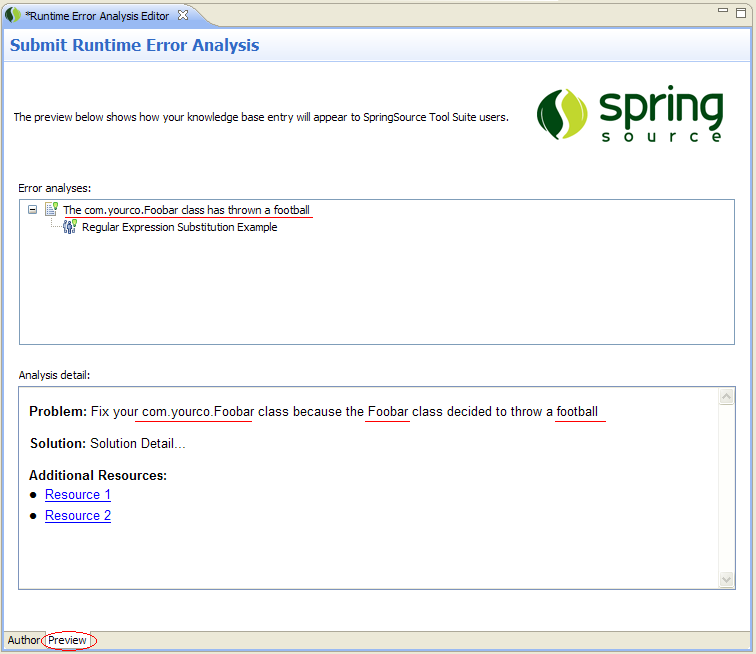 *Runtime Error Analysis Editor
Submit Runtime Error Analysis
The preview below shows how your knowledge base entry will appear to SpringSource Tool Suite users.
spring
source
Error analyses:
The com.yourco.Foobar class has thrown a football
Regular Expression Substitution Example
Analysis detail:
Problem: Fix your com.yourco.Foobar class because the Foobar class decided to throw a football
Solution: Solution Detail...
Additional Resources:
● Resource 1
● Resource 2
Author Preview